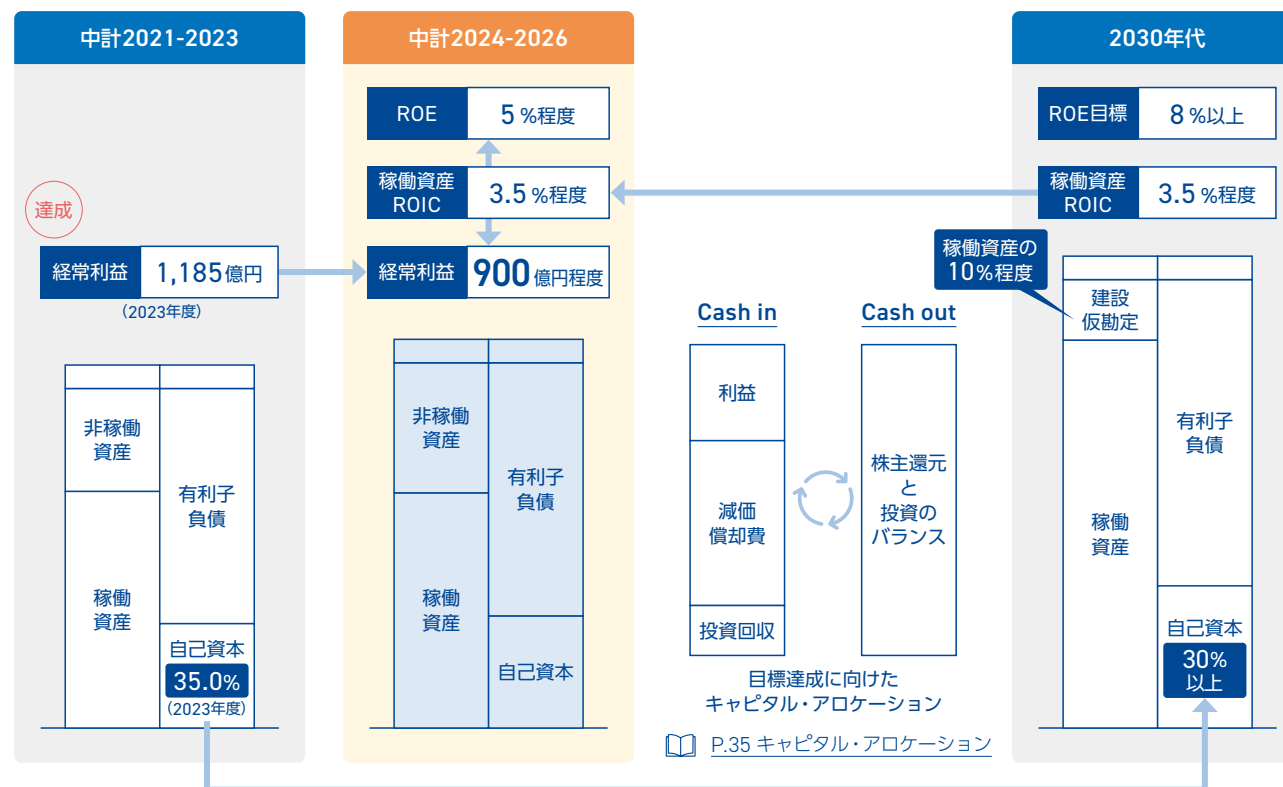 中計2021-2023
達成
経常利益 1,185億円
（2023年度）
非稼働
資産
稼働
資産
有利子
負債
自己資本
35.0%
（2023年度）
中計2024-2026
ROE 5%程度
稼働資産
ROIC
3.5%程度
経常利益 900億円程度
非稼働
資産
稼働
資産
有利子
負債
自己資本
Cash in
利益
減価
償却費
投資回収
Cash out
株主還元
と
投資の
バランス
目標達成に向けた
キャピタル・アロケーション
P.35 キャピタル・アロケーション
2030年代
ROE目標 8%以上
稼働資産
ROIC
3.5%程度
稼働資産の
10%程度
建設
仮勘定
稼働
資産
有利子
負債
自己資本
30%
以上